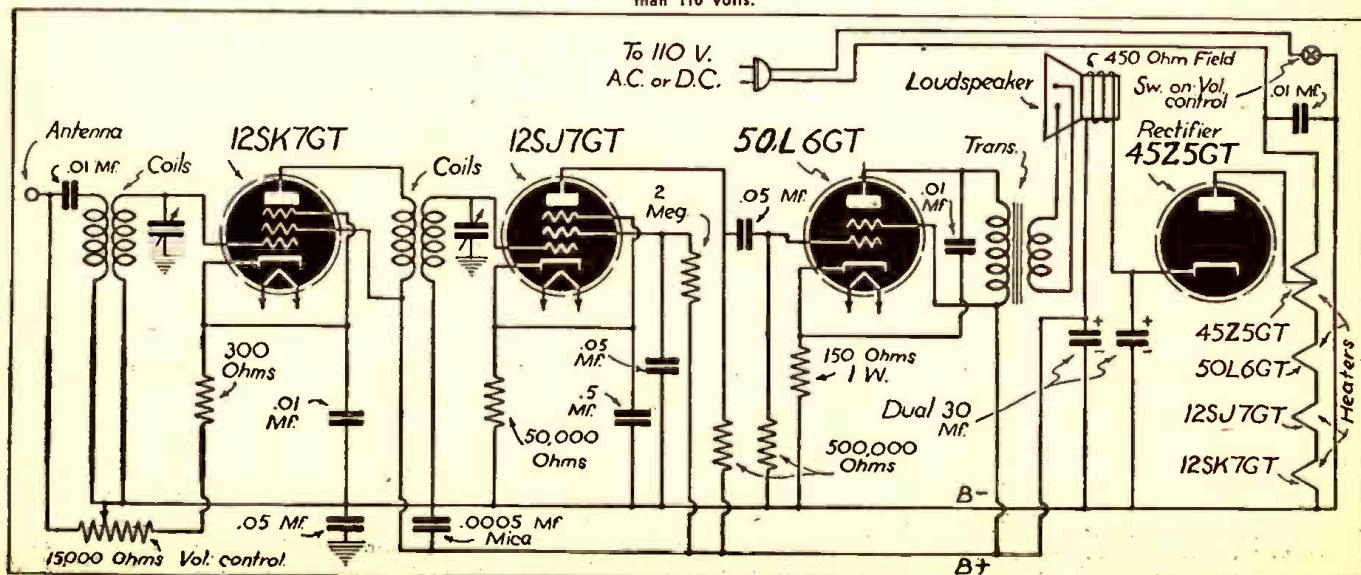 than 110 volts.
To 110 V.
A.C. or D.C.
450 Ohm Field
Loudspeaker
Sw. on Vol.
control
.01 Mf.
Antenna
.01 Mf.
Coils
12SK7GT
Coils
12SJ7GT
2
Meg.
.05 Mf.
50L6GT
.01
Mf.
Trans.
Rectifier
45Z5GT
300
Ohms
.01
Mf.
50,000
Ohms
.05
Mf.
.5
Mf.
500,000
Ohms
150 Ohms
1 W.
Dual 30
Mf.
+
-
+
-
45Z5GT
50L6GT
12SJ7GT
12SK7GT
Heaters
B-
15000 Ohms Vol. control.
.05 Mf.
.0005 Mf
Mica
B+